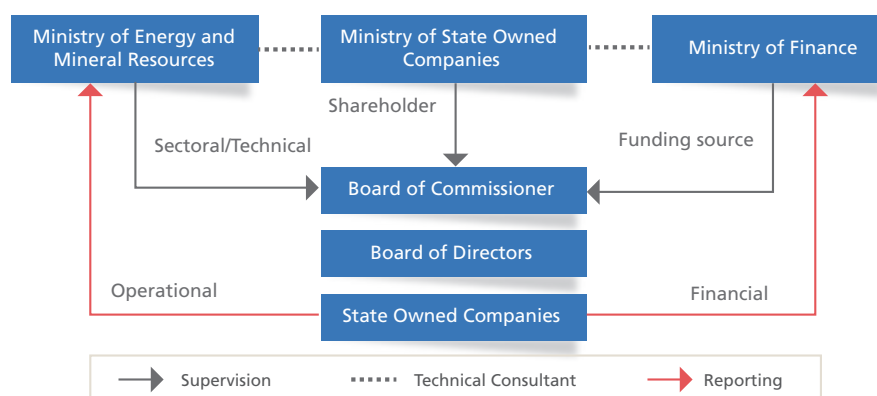 Ministry of Energy and
Mineral Resources
Ministry of State Owned
Companies
Ministry of Finance
Shareholder
Sectoral/Technical
Funding source
Board of Commissioner
Board of Directors
Operational
Financial
State Owned Companies
Supervision
Technical Consultant
Reporting